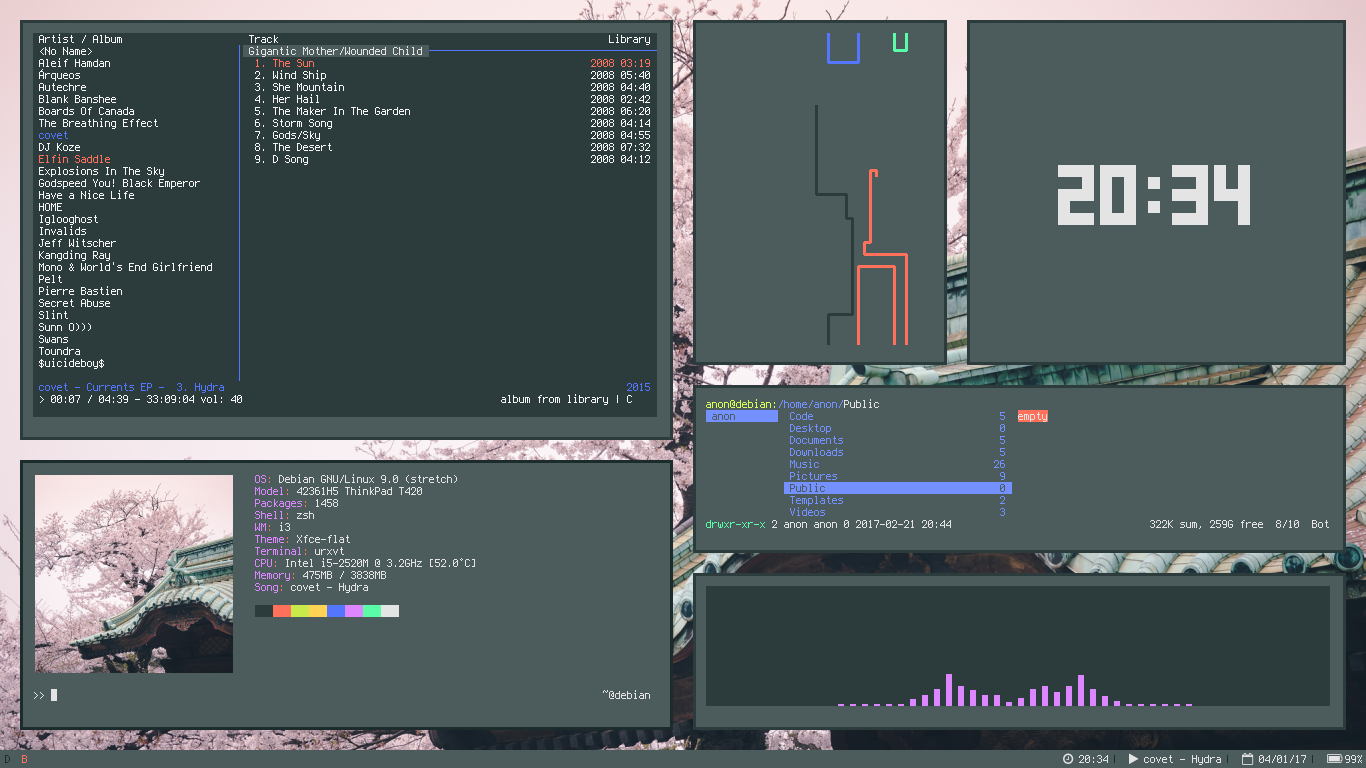 Artist / Album Track Library
<No Name> Gigantic Mother/Wounded Child
Aleif Hamdan 1. The Sun 2008 03:19
Arqueos 2. Wind Ship 2008 05:40
Autechre 3. She Mountain 2008 04:40
Blank Banshee 4. Her Hail 2008 02:42
Boards Of Canada 5. The Maker In The Garden 2008 06:20
The Breathing Effect 6. Storm Song 2008 04:14
covet 7. Gods/Sky 2008 04:55
DJ Koze 8. The Desert 2008 07:32
Elfin Saddle 9. D Song 2008 04:12
Explosions In The Sky
Godspeed You! Black Emperor
Have a Nice Life
HOME
Iglooghost
Invalids
Jeff Witscher
Kangding Ray
Mono & World's End Girlfriend
Pelt
Pierre Bastien
Secret Abuse
Slint
Sunn O)))
Swans
Toundra
$uicideboy$
covet - Currents EP -  3. Hydra 2015
> 00:07 / 04:39 - 33:09:04 vol: 40 album from library | C
20:34
anon@debian:/home/anon/Public
anon Code 5 empty
Desktop 0
Documents 5
Downloads 5
Music 26
Pictures 9
Public 0
Templates 2
Videos 3
drwxr-xr-x 2 anon anon 0 2017-02-21 20:44 322K sum, 259G free  8/10  Bot
OS: Debian GNU/Linux 9.0 (stretch)
Model: 42361H5 ThinkPad T420
Packages: 1458
Shell: zsh
WM: i3
Theme: Xfce-flat
Terminal: urxvt
CPU: Intel i5-2520M @ 3.2GHz [52.0°C]
Memory: 475MB / 3838MB
Song: covet - Hydra
>> ~@debian
D B 20:34 | covet - Hydra | 04/01/17 | 99%